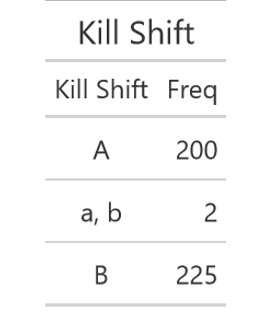 Kill Shift
Kill Shift Freq
A 200
a, b 2
B 225